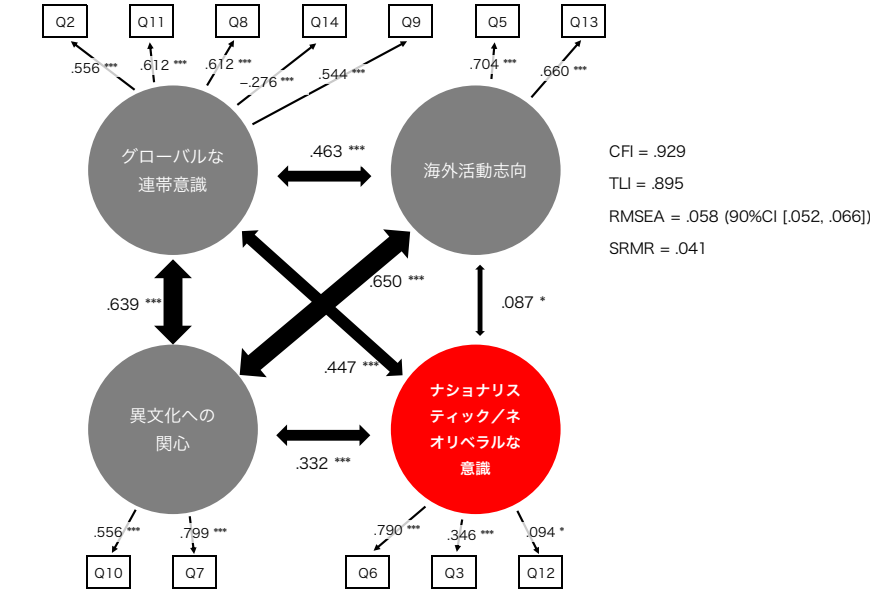 Q2
Q11
Q8
Q14
Q9
Q5
Q13
.556 ***
.612 ***
.612 ***
−.276 ***
.544 ***
.704 ***
.660 ***
グローバルな
連帯意識
.463 ***
海外活動志向
CFI = .929
TLI = .895
RMSEA = .058 (90%CI [.052, .066])
SRMR = .041
.639 ***
.650 ***
.087 *
.447 ***
異文化への
関心
.332 ***
ナショナリス
ティック／ネ
オリベラルな
意識
.556 ***
.799 ***
.790 ***
.346 ***
.094 *
Q10
Q7
Q6
Q3
Q12